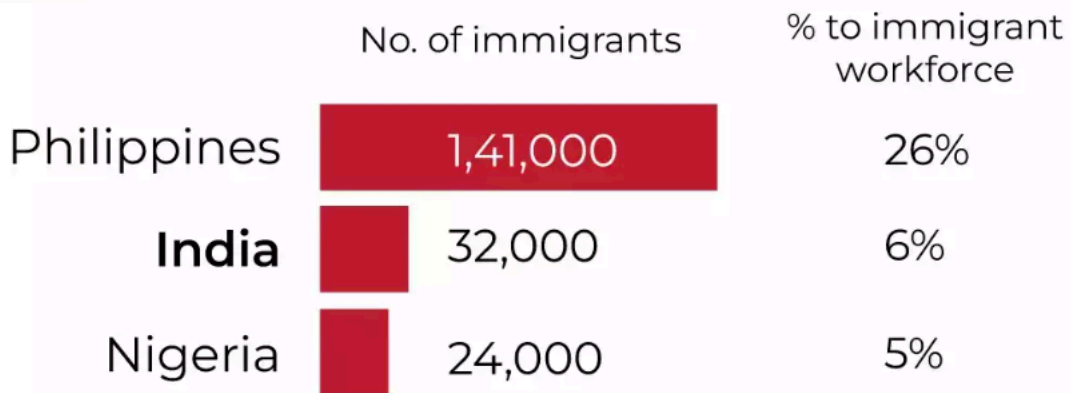 No. of immigrants
% to immigrant
workforce
Philippines 1,41,000 26%
India 32,000 6%
Nigeria 24,000 5%